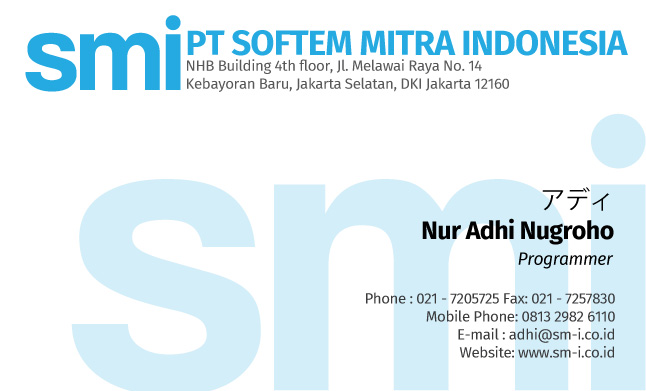 smi PT SOFTEM MITRA INDONESIA
NHB Building 4th floor, Jl. Melawai Raya No. 14
Kebayoran Baru, Jakarta Selatan, DKI Jakarta 12160
smi
アディ
Nur Adhi Nugroho
Programmer
Phone : 021 - 7205725 Fax: 021 - 7257830
Mobile Phone: 0813 2982 6110
E-mail : adhi@sm-i.co.id
Website: www.sm-i.co.id